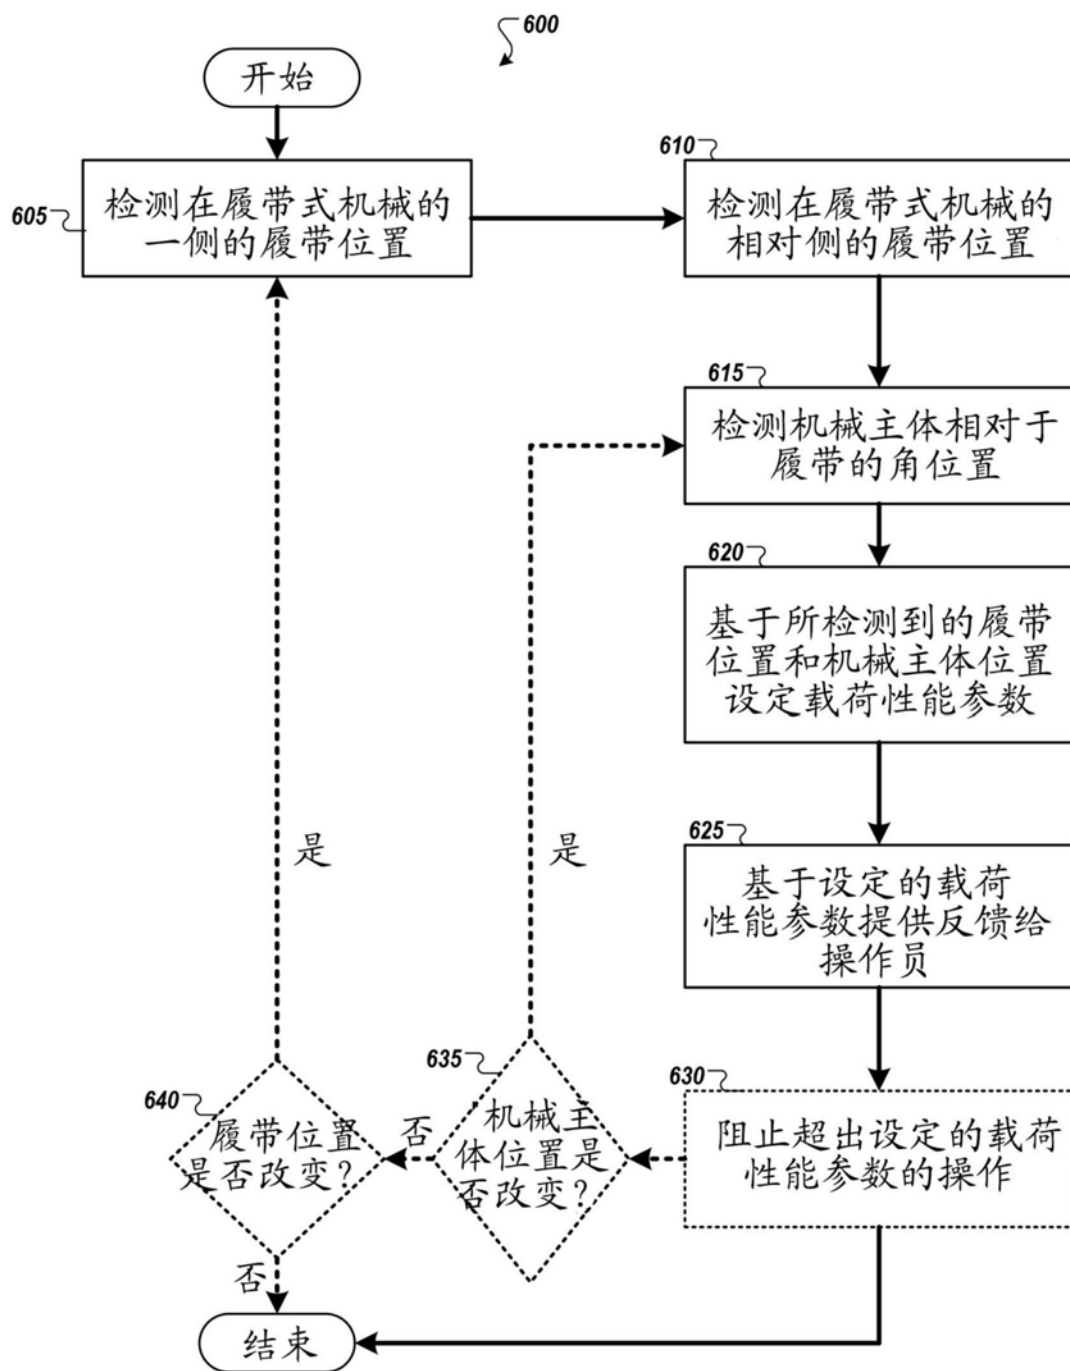 600
开始
605
检测在履带式机械的
一侧的履带位置
610
检测在履带式机械的
相对侧的履带位置
615
检测机械主体相对于
履带的角位置
620
基于所检测到的履带
位置和机械主体位置
设定载荷性能参数
625
基于设定的载荷
性能参数提供反馈给
操作员
630
阻止超出设定的载荷
性能参数的操作
635
机械主
体位置是
否改变?
是
否
640
履带位置
是否改变?
是
否
结束